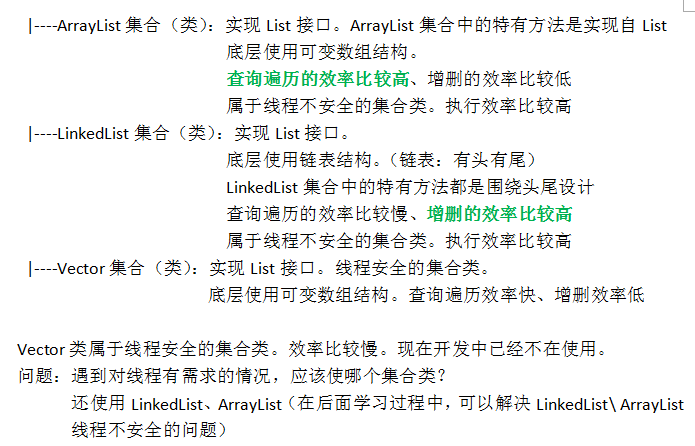 |----ArrayList 集合（类）：实现 List 接口。ArrayList 集合中的特有方法是实现自 List
底层使用可变数组结构。
查询遍历的效率比较高、增删的效率比较低
属于线程不安全的集合类。执行效率比较高
|----LinkedList 集合（类）：实现 List 接口。
底层使用链表结构。（链表：有头有尾）
LinkedList 集合中的特有方法都是围绕头尾设计
查询遍历的效率比较慢、增删的效率比较高
属于线程不安全的集合类。执行效率比较高
|----Vector 集合（类）：实现 List 接口。线程安全的集合类。
底层使用可变数组结构。查询遍历效率快、增删效率低
Vector 类属于线程安全的集合类。效率比较慢。现在开发中已经不在使用。
问题：遇到对线程有需求的情况，应该使哪个集合类？
还使用 LinkedList、ArrayList（在后面学习过程中，可以解决 LinkedList\ ArrayList
线程不安全的问题）